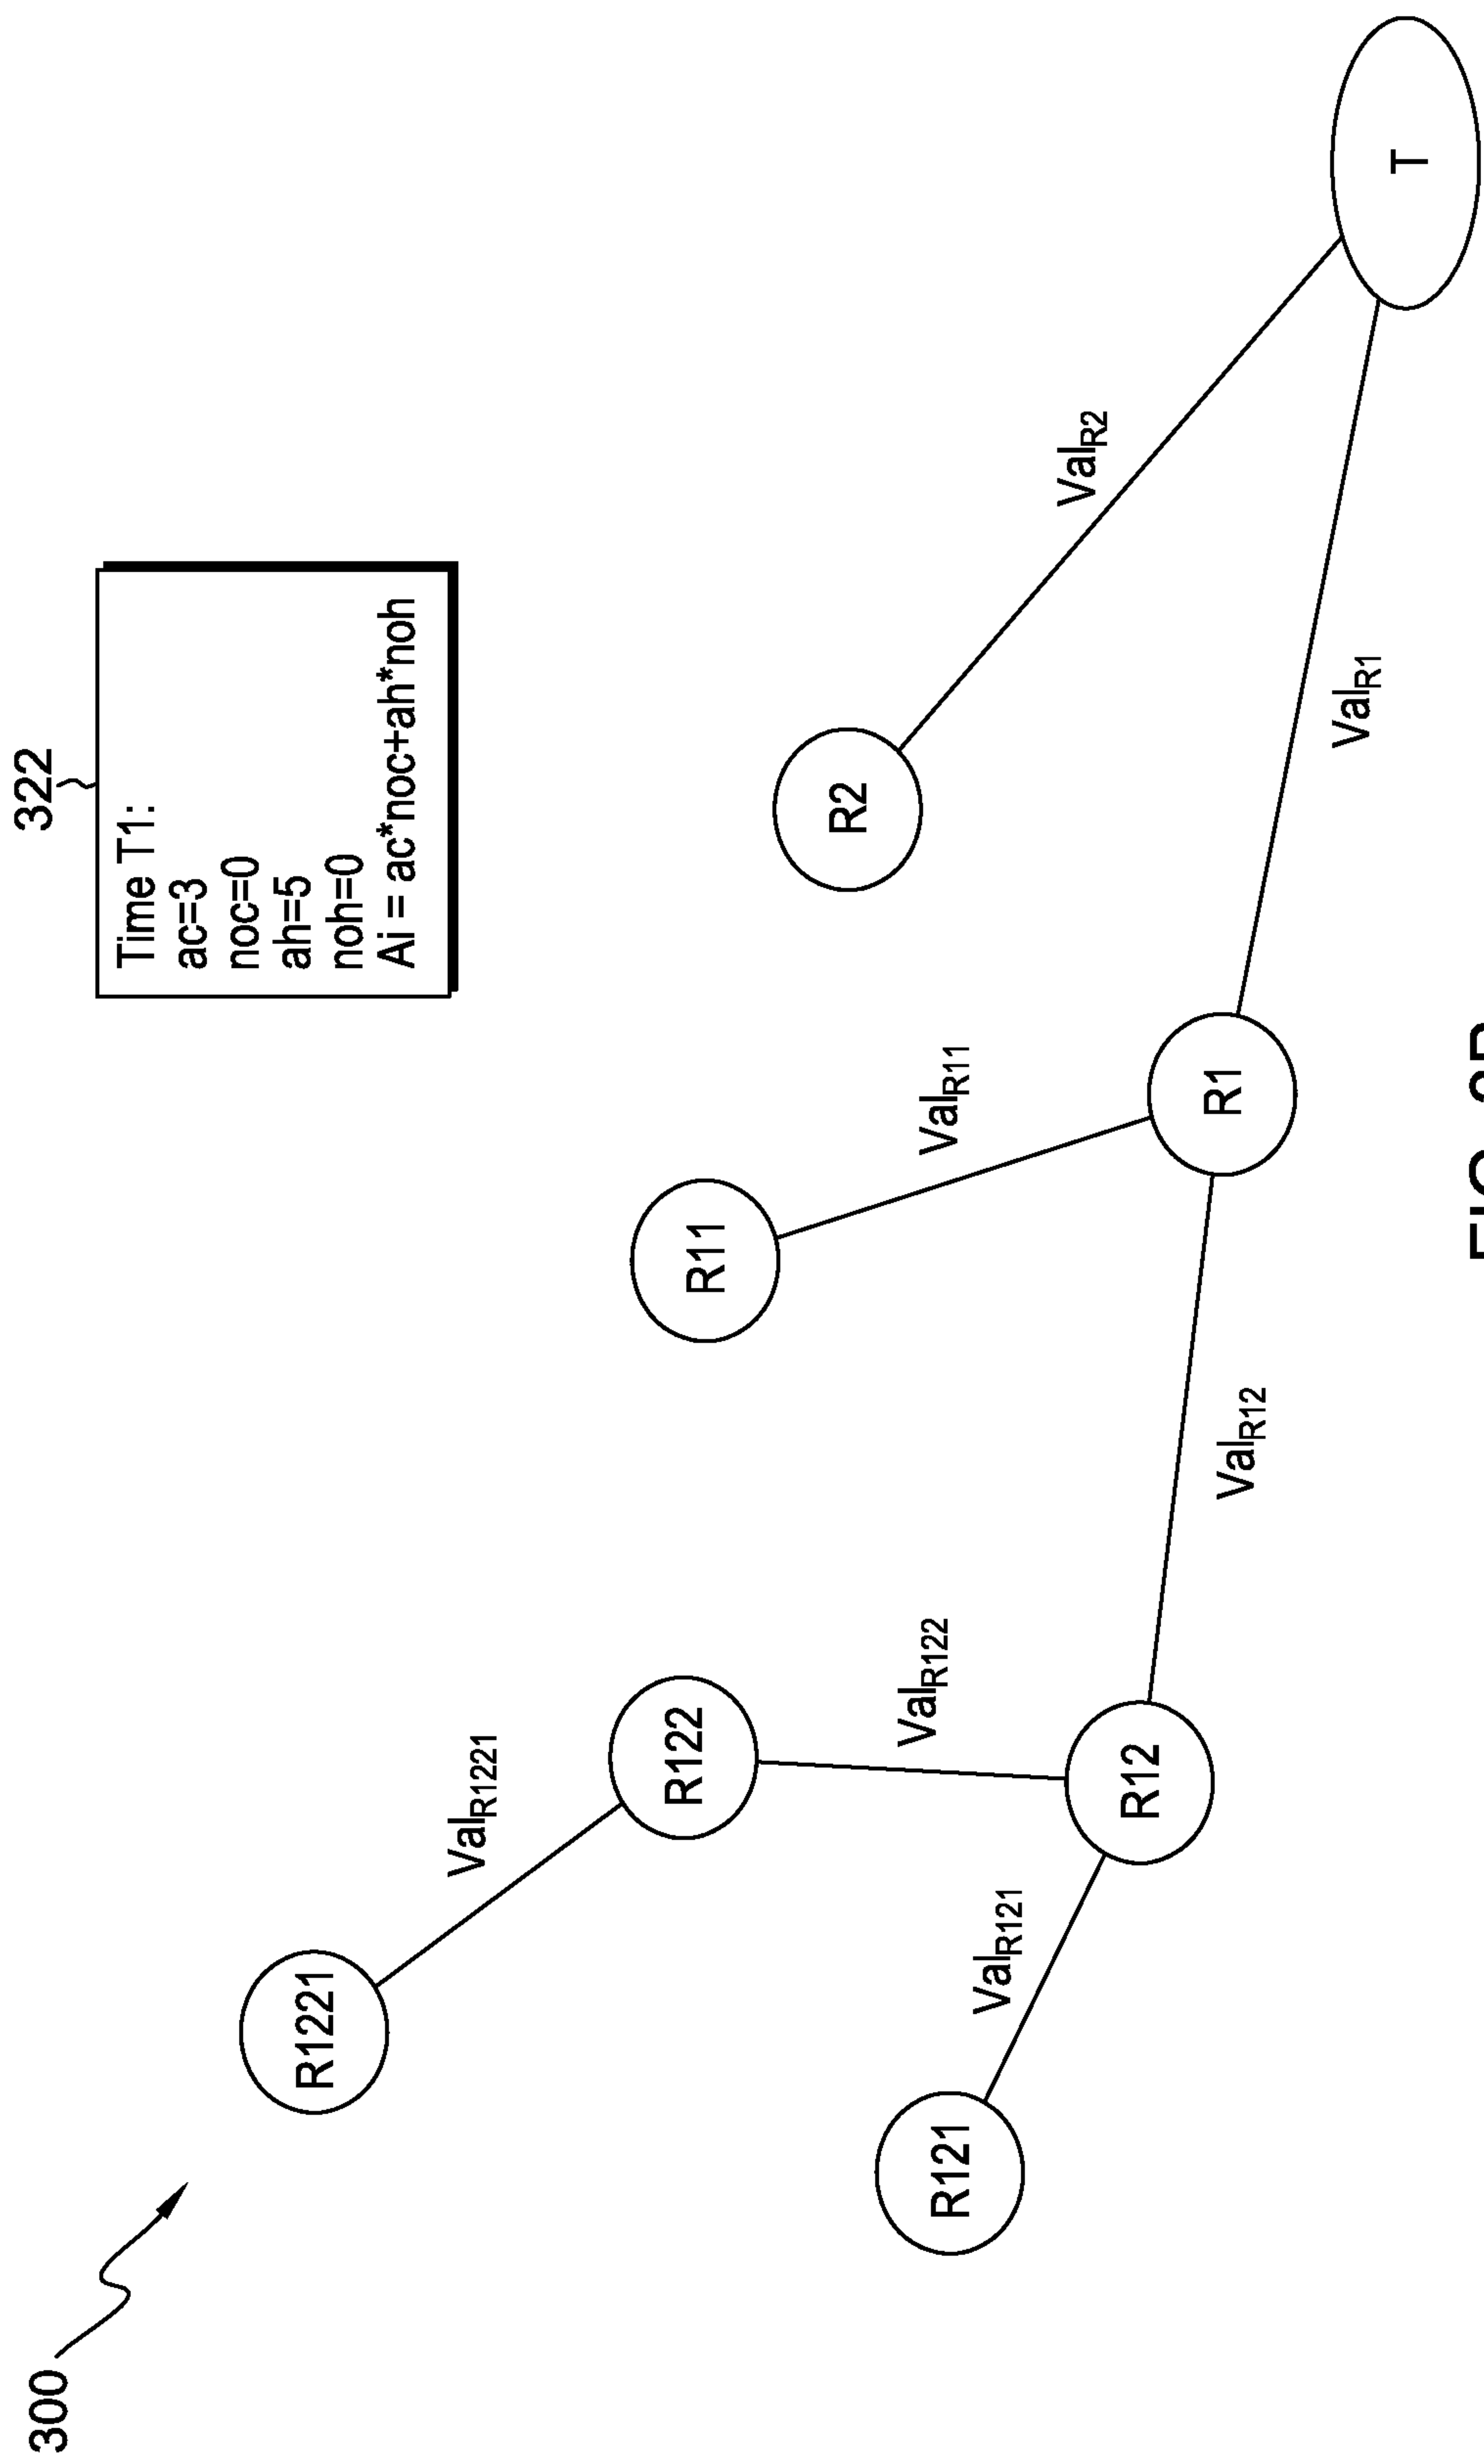 300
322
Time T1:
ac=3
noc=0
ah=5
noh=0
Ai = ac*noc+ah*noh
R1221
ValR1221
R122
R11
R2
ValR122
ValR11
R121
ValR121
ValR2
R12
R1
ValR12
ValR1
T